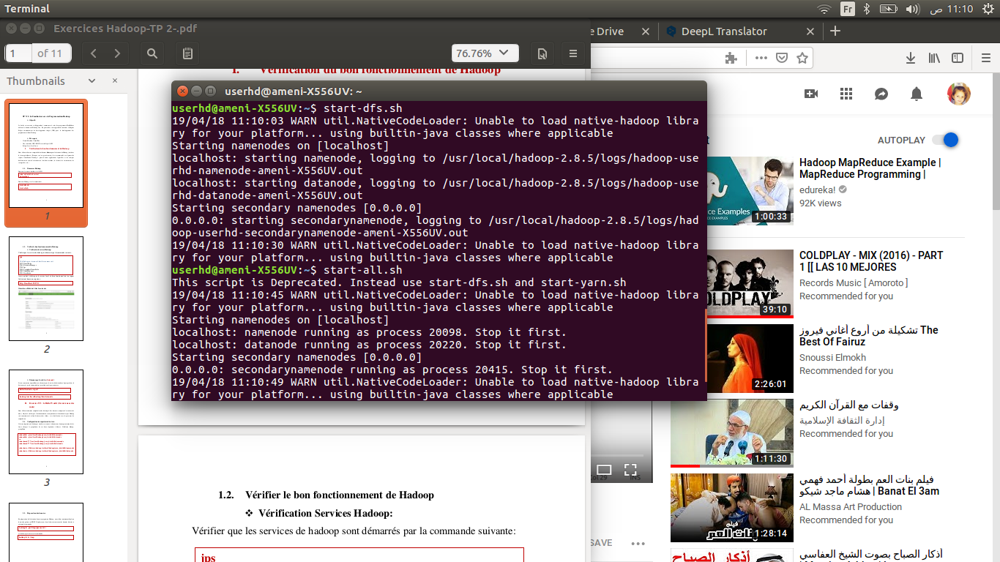 Terminal
Fr
11:10 ص
Exercices Hadoop-TP 2-.pdf
e Drive
DeepL Translator
1
of 11
76.76%
Thumbnails
1
2
3
I. Vérification du bon fonctionnement de Hadoop
userhd@ameni-X556UV: ~
userhd@ameni-X556UV:~$ start-dfs.sh
19/04/18 11:10:03 WARN util.NativeCodeLoader: Unable to load native-hadoop libra
ry for your platform... using builtin-java classes where applicable
Starting namenodes on [localhost]
localhost: starting namenode, logging to /usr/local/hadoop-2.8.5/logs/hadoop-use
rhd-namenode-ameni-X556UV.out
localhost: starting datanode, logging to /usr/local/hadoop-2.8.5/logs/hadoop-use
rhd-datanode-ameni-X556UV.out
Starting secondary namenodes [0.0.0.0]
0.0.0.0: starting secondarynamenode, logging to /usr/local/hadoop-2.8.5/logs/had
oop-userhd-secondarynamenode-ameni-X556UV.out
19/04/18 11:10:30 WARN util.NativeCodeLoader: Unable to load native-hadoop libra
ry for your platform... using builtin-java classes where applicable
userhd@ameni-X556UV:~$ start-all.sh
This script is Deprecated. Instead use start-dfs.sh and start-yarn.sh
19/04/18 11:10:45 WARN util.NativeCodeLoader: Unable to load native-hadoop libra
ry for your platform... using builtin-java classes where applicable
Starting namenodes on [localhost]
localhost: namenode running as process 20098. Stop it first.
localhost: datanode running as process 20220. Stop it first.
Starting secondary namenodes [0.0.0.0]
0.0.0.0: secondarynamenode running as process 20415. Stop it first.
19/04/18 11:10:49 WARN util.NativeCodeLoader: Unable to load native-hadoop libra
ry for your platform... using builtin-java classes where applicable
1.2. Vérifier le bon fonctionnement de Hadoop
❖ Vérification Services Hadoop:
Vérifier que les services de hadoop sont démarrés par la commande suivante:
jps
INS
SAVE
AUTOPLAY
Hadoop MapReduce Example |
MapReduce Programming |
edureka!
92K views
1:00:33
COLDPLAY - MIX (2016) - PART
1 [[ LAS 10 MEJORES
Records Music [ Amoroto ]
Recommended for you
OLDPLAY
39:10
تشكيلة من أروع أغاني فيروز The
Best Of Fairuz
Snoussi Elmokh
Recommended for you
2:26:01
وقفات مع القرآن الكريم
إدارة الثقافة الإسلامية
Recommended for you
1:11:30
فيلم بنات العم بطولة أحمد فهمي
هشام ماجد شيكو | Banat El 3am
AL Massa Art Production
Recommended for you
1:28:14
أذكار الصباح بصوت الشيخ العفاسي
أذكار الصباح